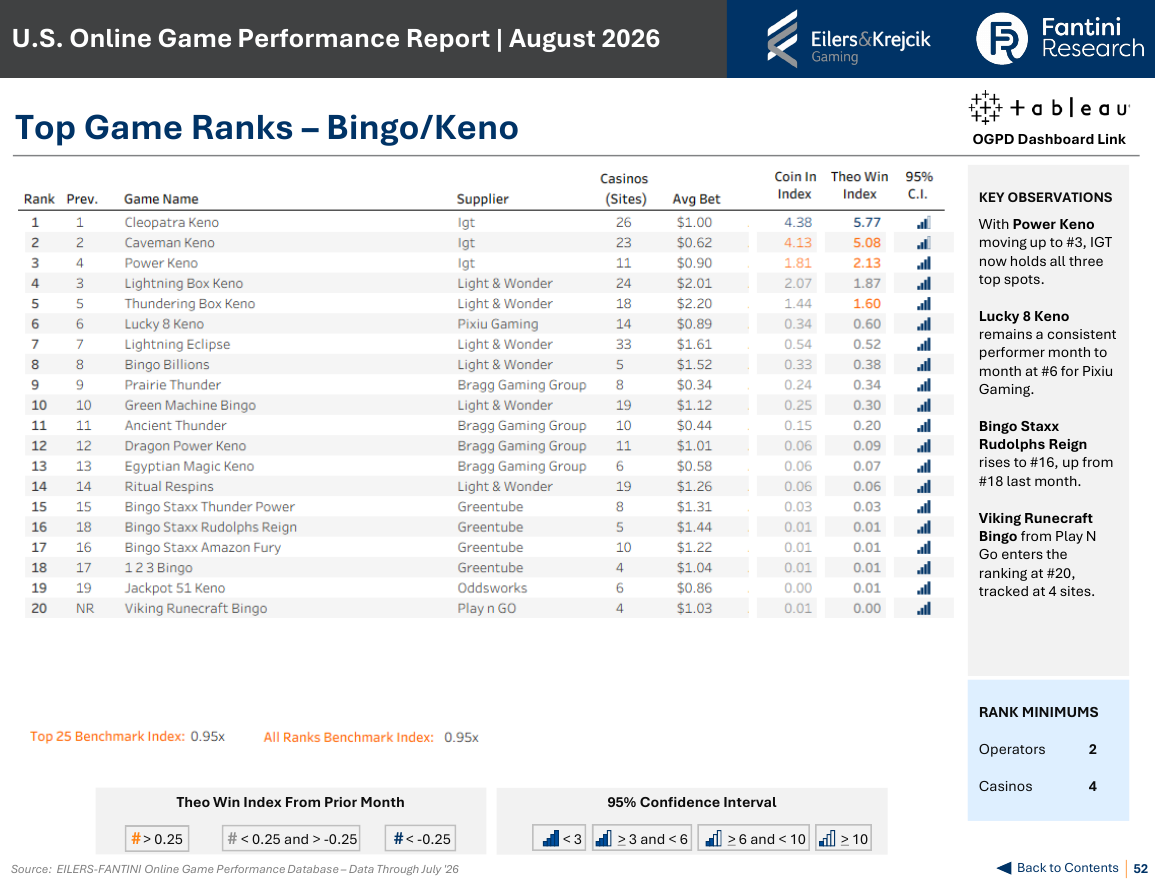 U.S. Online Game Performance Report | August 2026
Eilers&Krejcik
Gaming
Fantini
Research
Top Game Ranks – Bingo/Keno
+ a b | e a u
OGPD Dashboard Link
Rank Prev. Game Name Supplier Casinos (Sites) Avg Bet Coin In Index Theo Win Index 95% C.I.
1 1 Cleopatra Keno Igt 26 $1.00 4.38 5.77
2 2 Caveman Keno Igt 23 $0.62 4.13 5.08
3 4 Power Keno Igt 11 $0.90 1.81 2.13
4 3 Lightning Box Keno Light & Wonder 24 $2.01 2.07 1.87
5 5 Thundering Box Keno Light & Wonder 18 $2.20 1.44 1.60
6 6 Lucky 8 Keno Pixiu Gaming 14 $0.89 0.34 0.60
7 7 Lightning Eclipse Light & Wonder 33 $1.61 0.54 0.52
8 8 Bingo Billions Light & Wonder 5 $1.52 0.33 0.38
9 9 Prairie Thunder Bragg Gaming Group 8 $0.34 0.24 0.34
10 10 Green Machine Bingo Light & Wonder 19 $1.12 0.25 0.30
11 11 Ancient Thunder Bragg Gaming Group 10 $0.44 0.15 0.20
12 12 Dragon Power Keno Bragg Gaming Group 11 $1.01 0.06 0.09
13 13 Egyptian Magic Keno Bragg Gaming Group 6 $0.58 0.06 0.07
14 14 Ritual Respins Light & Wonder 19 $1.26 0.06 0.06
15 15 Bingo Staxx Thunder Power Greentube 8 $1.31 0.03 0.03
16 18 Bingo Staxx Rudolphs Reign Greentube 5 $1.44 0.01 0.01
17 16 Bingo Staxx Amazon Fury Greentube 10 $1.22 0.01 0.01
18 17 1 2 3 Bingo Greentube 4 $1.04 0.01 0.01
19 19 Jackpot 51 Keno Oddsworks 6 $0.86 0.00 0.01
20 NR Viking Runecraft Bingo Play n GO 4 $1.03 0.01 0.00
KEY OBSERVATIONS
With Power Keno
moving up to #3, IGT
now holds all three
top spots.
Lucky 8 Keno
remains a consistent
performer month to
month at #6 for Pixiu
Gaming.
Bingo Staxx
Rudolphs Reign
rises to #16, up from
#18 last month.
Viking Runecraft
Bingo from Play N
Go enters the
ranking at #20,
tracked at 4 sites.
RANK MINIMUMS
Operators 2
Casinos 4
Top 25 Benchmark Index: 0.95x All Ranks Benchmark Index: 0.95x
Theo Win Index From Prior Month
# > 0.25 # < 0.25 and > -0.25 # < -0.25
95% Confidence Interval
< 3 ≥ 3 and < 6 ≥ 6 and < 10 ≥ 10
Source: EILERS-FANTINI Online Game Performance Database – Data Through July '26
Back to Contents 52